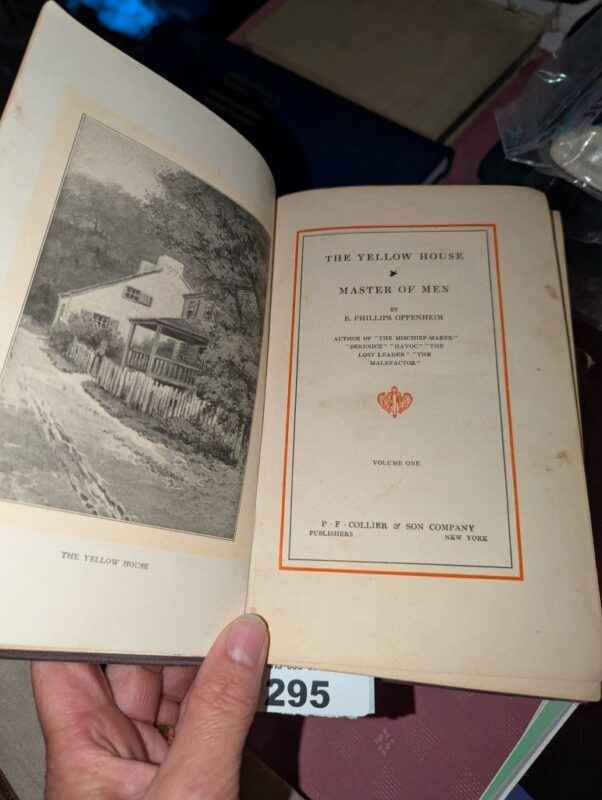 THE YELLOW HOUSE
MASTER OF MEN
BY
E. PHILLIPS OPPENHEIM
AUTHOR OF "THE MISCHIEF-MAKER"
"BERENICE" "HAVOC" "THE
LOST LEADER" "THE
MALEFACTOR"
VOLUME ONE
P · F · COLLIER & SON COMPANY
PUBLISHERS NEW YORK
THE YELLOW HOUSE
295